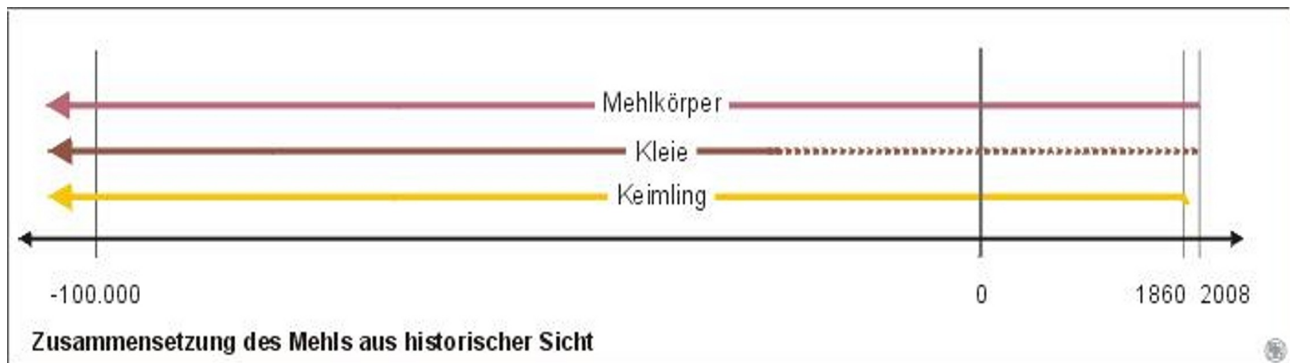 Mehlkörper
Kleie
Keimling
-100.000 0 1860 2008
Zusammensetzung des Mehls aus historischer Sicht